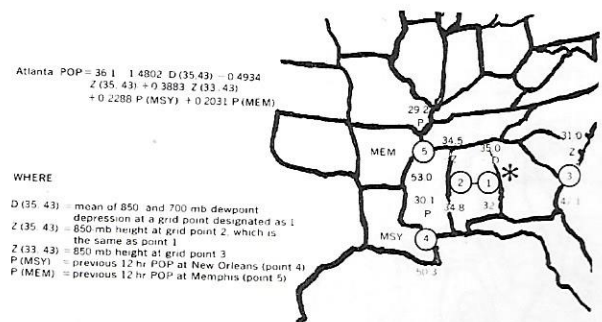 Atlanta POP = 36 1 1 4802 D (35,43) -0 4934
Z (35, 43) + 0 3883 Z (33, 43)
+ 0 2288 P (MSY) + 0 2031 P (MEM)
WHERE
D (35, 43) = mean of 850 and 700 mb dewpoint
depression at a grid point designated as 1
Z (35, 43) = 850 mb height at grid point 2, which is
the same as point 1
Z (33, 43) = 850 mb height at grid point 3
P (MSY) = previous 12 hr POP at New Orleans (point 4)
P (MEM) = previous 12 hr POP at Memphis (point 5)
29.2
P
5
MEM
53.0
34.5
Z
35.0
D
*
31.0
Z
3
2
1
30.1
P
34.8
32
MSY
4
50.3